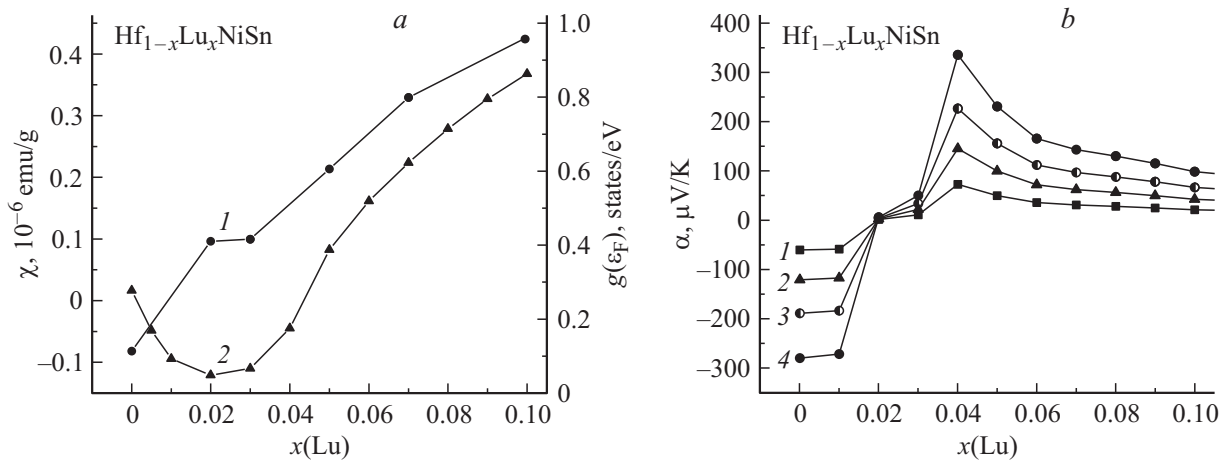 a
Hf₁₋ₓLuₓNiSn
χ, 10⁻⁶ emu/g
0.4
0.3
0.2
0.1
0
–0.1
1
2
1.0
0.8
0.6
0.4
0.2
0
g(ε_F), states/eV
0 0.02 0.04 0.06 0.08 0.10
x(Lu)
b
Hf₁₋ₓLuₓNiSn
α, μV/K
400
300
200
100
0
–100
–200
–300
1
2
3
4
0 0.02 0.04 0.06 0.08 0.10
x(Lu)